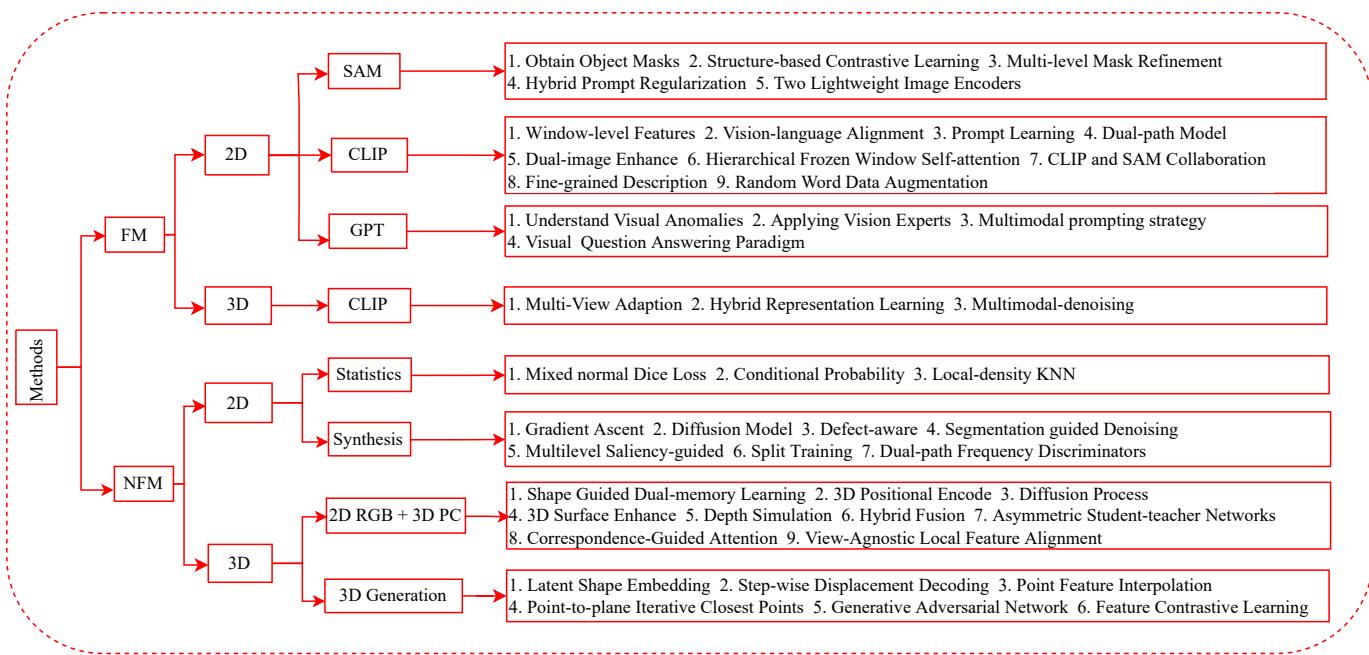 SAM
1. Obtain Object Masks 2. Structure-based Contrastive Learning 3. Multi-level Mask Refinement
4. Hybrid Prompt Regularization 5. Two Lightweight Image Encoders
2D
CLIP
1. Window-level Features 2. Vision-language Alignment 3. Prompt Learning 4. Dual-path Model
5. Dual-image Enhance 6. Hierarchical Frozen Window Self-attention 7. CLIP and SAM Collaboration
8. Fine-grained Description 9. Random Word Data Augmentation
FM
GPT
1. Understand Visual Anomalies 2. Applying Vision Experts 3. Multimodal prompting strategy
4. Visual Question Answering Paradigm
3D
CLIP
1. Multi-View Adaption 2. Hybrid Representation Learning 3. Multimodal-denoising
Methods
2D
Statistics
1. Mixed normal Dice Loss 2. Conditional Probability 3. Local-density KNN
Synthesis
1. Gradient Ascent 2. Diffusion Model 3. Defect-aware 4. Segmentation guided Denoising
5. Multilevel Saliency-guided 6. Split Training 7. Dual-path Frequency Discriminators
NFM
2D RGB + 3D PC
1. Shape Guided Dual-memory Learning 2. 3D Positional Encode 3. Diffusion Process
4. 3D Surface Enhance 5. Depth Simulation 6. Hybrid Fusion 7. Asymmetric Student-teacher Networks
8. Correspondence-Guided Attention 9. View-Agnostic Local Feature Alignment
3D
3D Generation
1. Latent Shape Embedding 2. Step-wise Displacement Decoding 3. Point Feature Interpolation
4. Point-to-plane Iterative Closest Points 5. Generative Adversarial Network 6. Feature Contrastive Learning